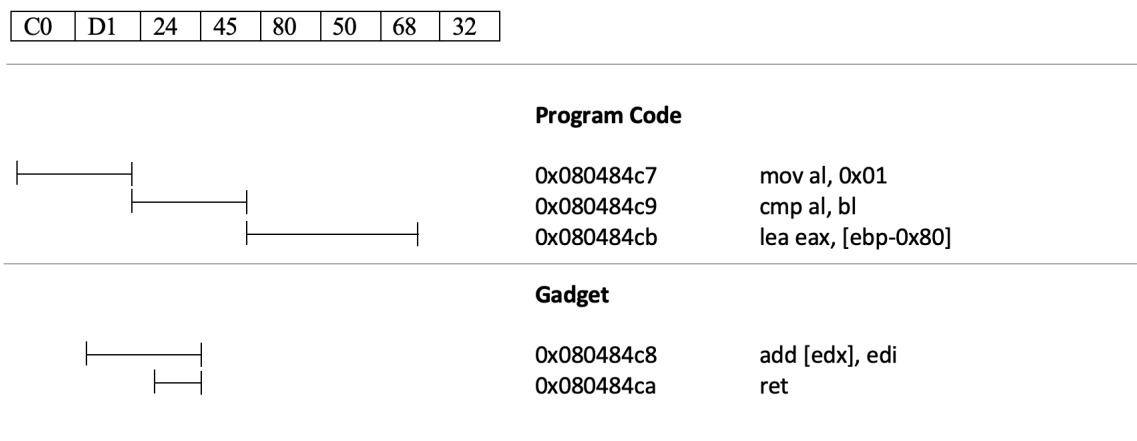 C0 D1 24 45 80 50 68 32
Program Code
0x080484c7 mov al, 0x01
0x080484c9 cmp al, bl
0x080484cb lea eax, [ebp-0x80]
Gadget
0x080484c8 add [edx], edi
0x080484ca ret